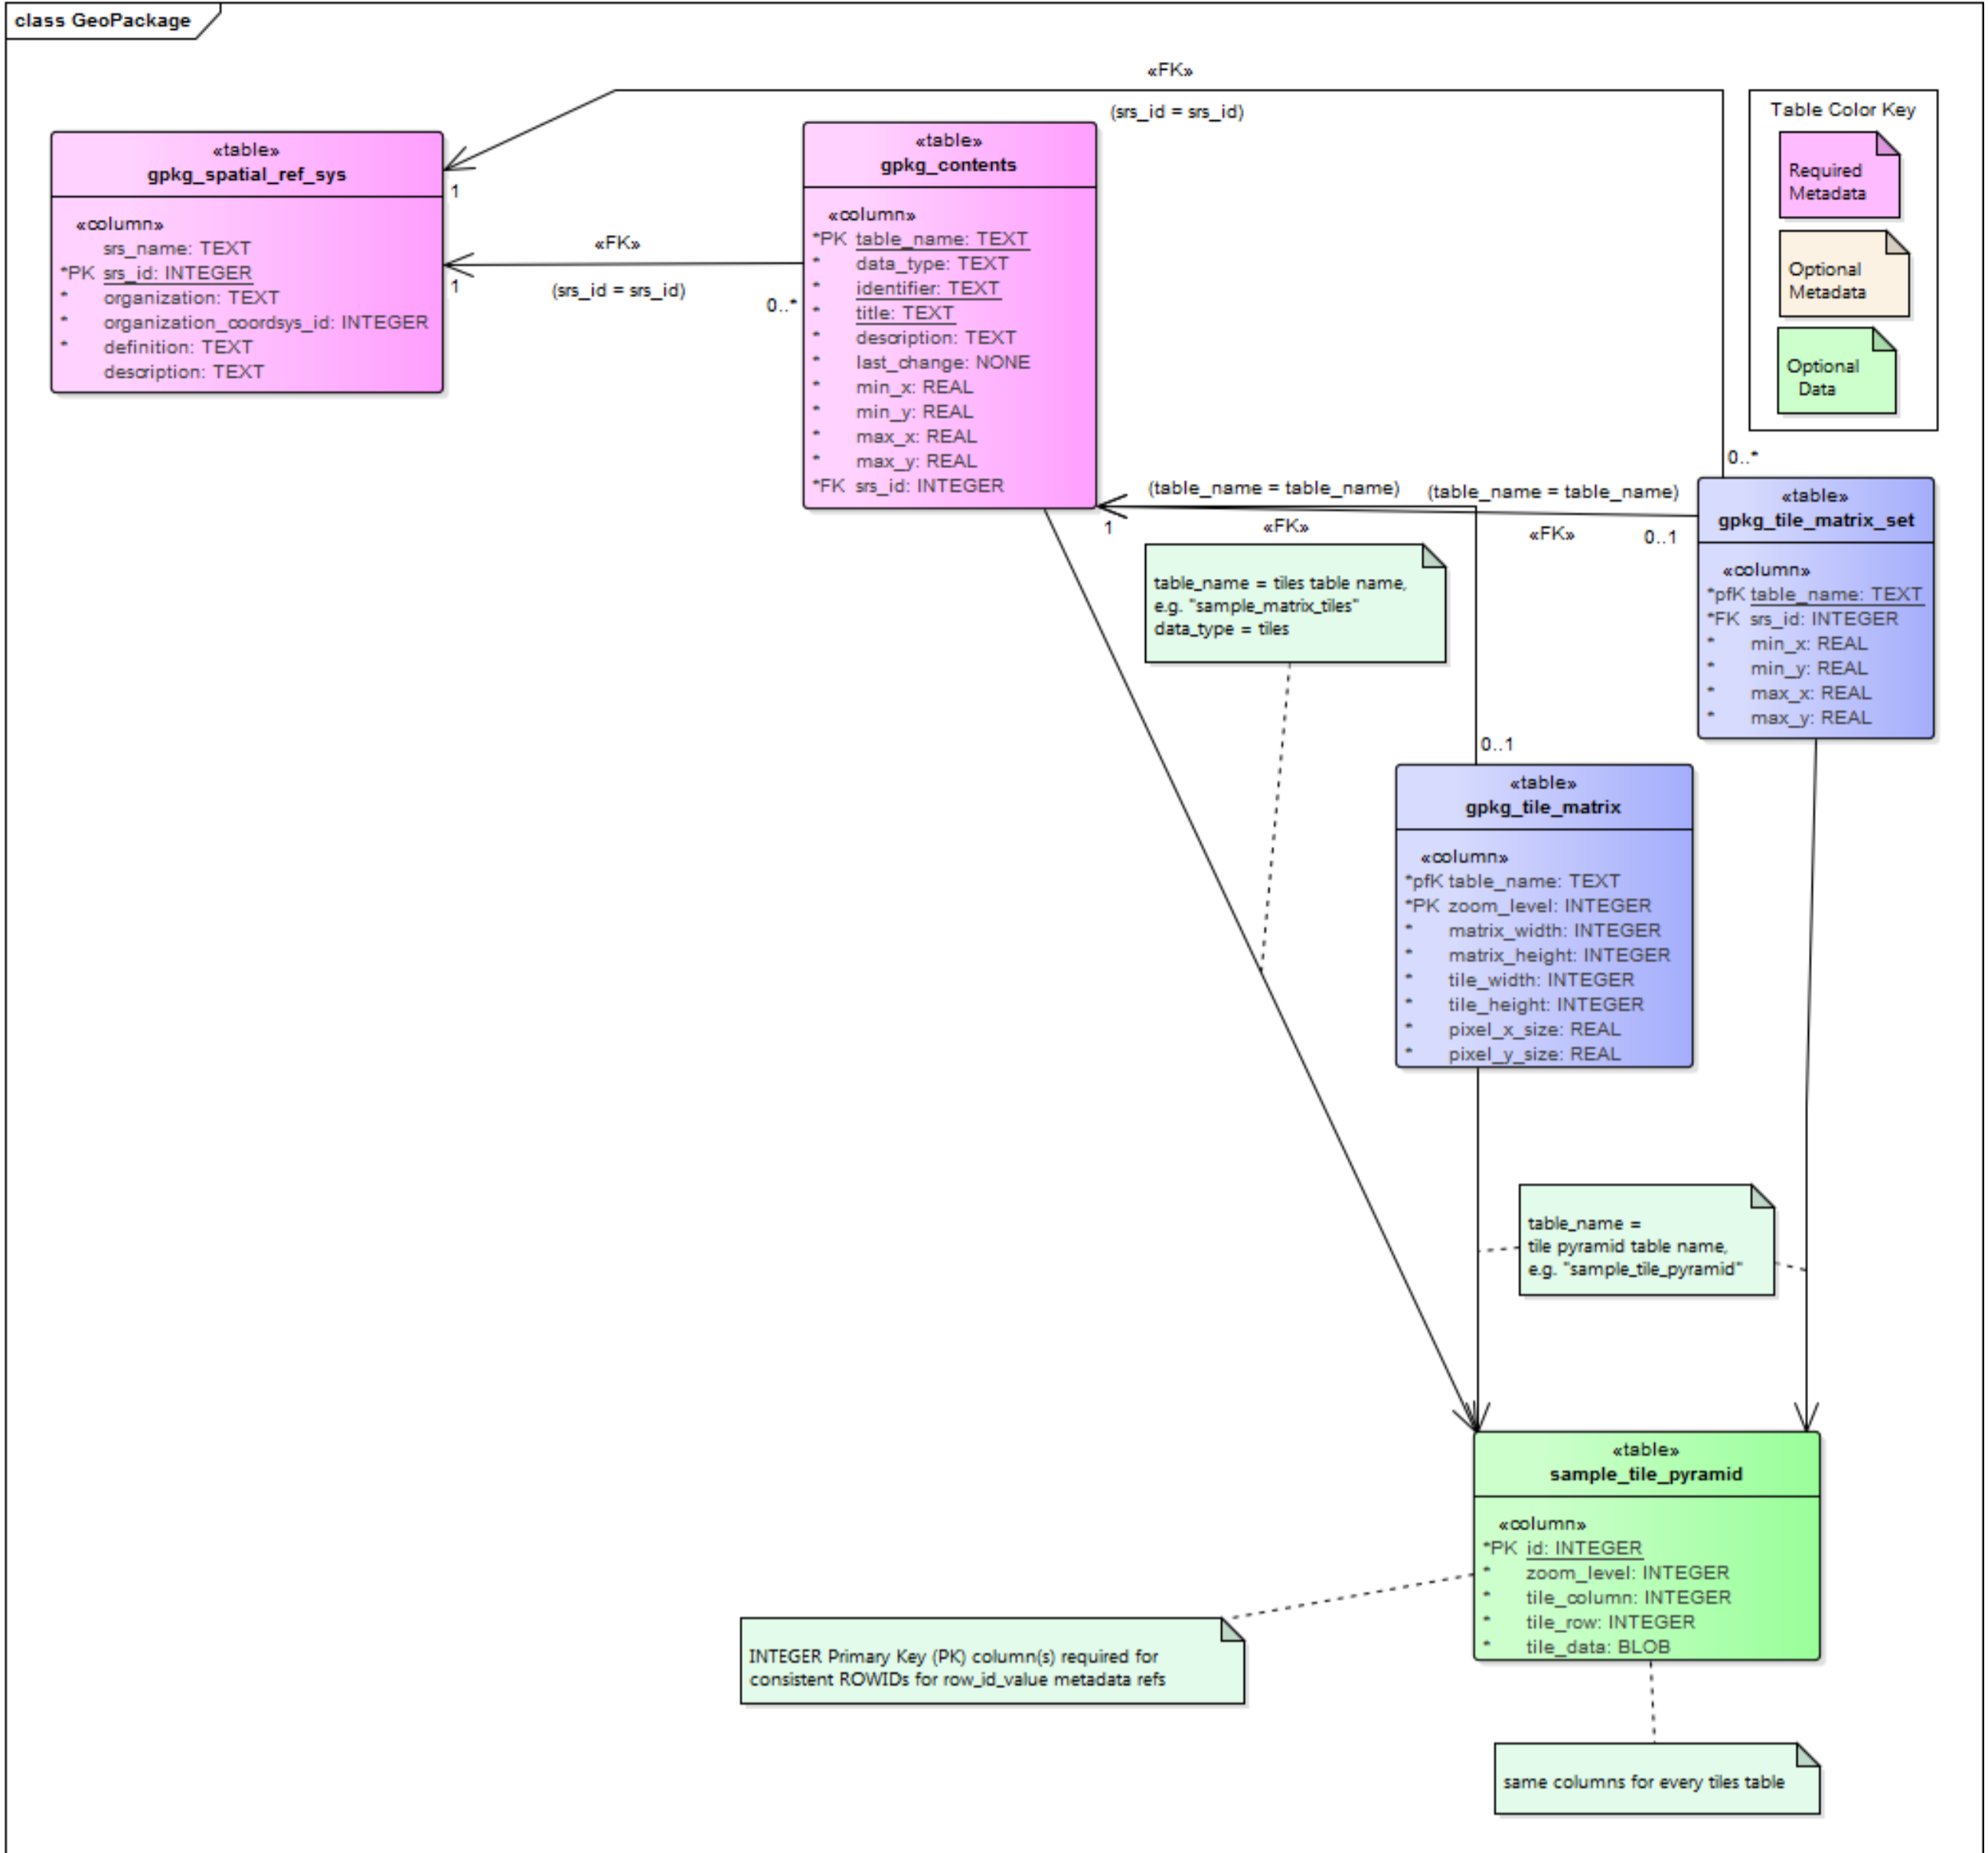 class GeoPackage
«FK»
(srs_id = srs_id)
Table Color Key
Required
Metadata
Optional
Metadata
Optional
Data
«table»
gpkg_spatial_ref_sys
«column»
srs_name: TEXT
*PK srs_id: INTEGER
* organization: TEXT
* organization_coordsys_id: INTEGER
* definition: TEXT
description: TEXT
1
1
«FK»
(srs_id = srs_id)
0..*
«table»
gpkg_contents
«column»
*PK table_name: TEXT
* data_type: TEXT
* identifier: TEXT
* title: TEXT
* description: TEXT
* last_change: NONE
* min_x: REAL
* min_y: REAL
* max_x: REAL
* max_y: REAL
*FK srs_id: INTEGER
0..*
(table_name = table_name)
(table_name = table_name)
1
«FK»
«FK»
0..1
«table»
gpkg_tile_matrix_set
«column»
*pfK table_name: TEXT
*FK srs_id: INTEGER
* min_x: REAL
* min_y: REAL
* max_x: REAL
* max_y: REAL
table_name = tiles table name,
e.g. "sample_matrix_tiles"
data_type = tiles
0..1
«table»
gpkg_tile_matrix
«column»
*pfK table_name: TEXT
*PK zoom_level: INTEGER
* matrix_width: INTEGER
* matrix_height: INTEGER
* tile_width: INTEGER
* tile_height: INTEGER
* pixel_x_size: REAL
* pixel_y_size: REAL
table_name =
tile pyramid table name,
e.g. "sample_tile_pyramid"
«table»
sample_tile_pyramid
«column»
*PK id: INTEGER
* zoom_level: INTEGER
* tile_column: INTEGER
* tile_row: INTEGER
* tile_data: BLOB
INTEGER Primary Key (PK) column(s) required for
consistent ROWIDs for row_id_value metadata refs
same columns for every tiles table